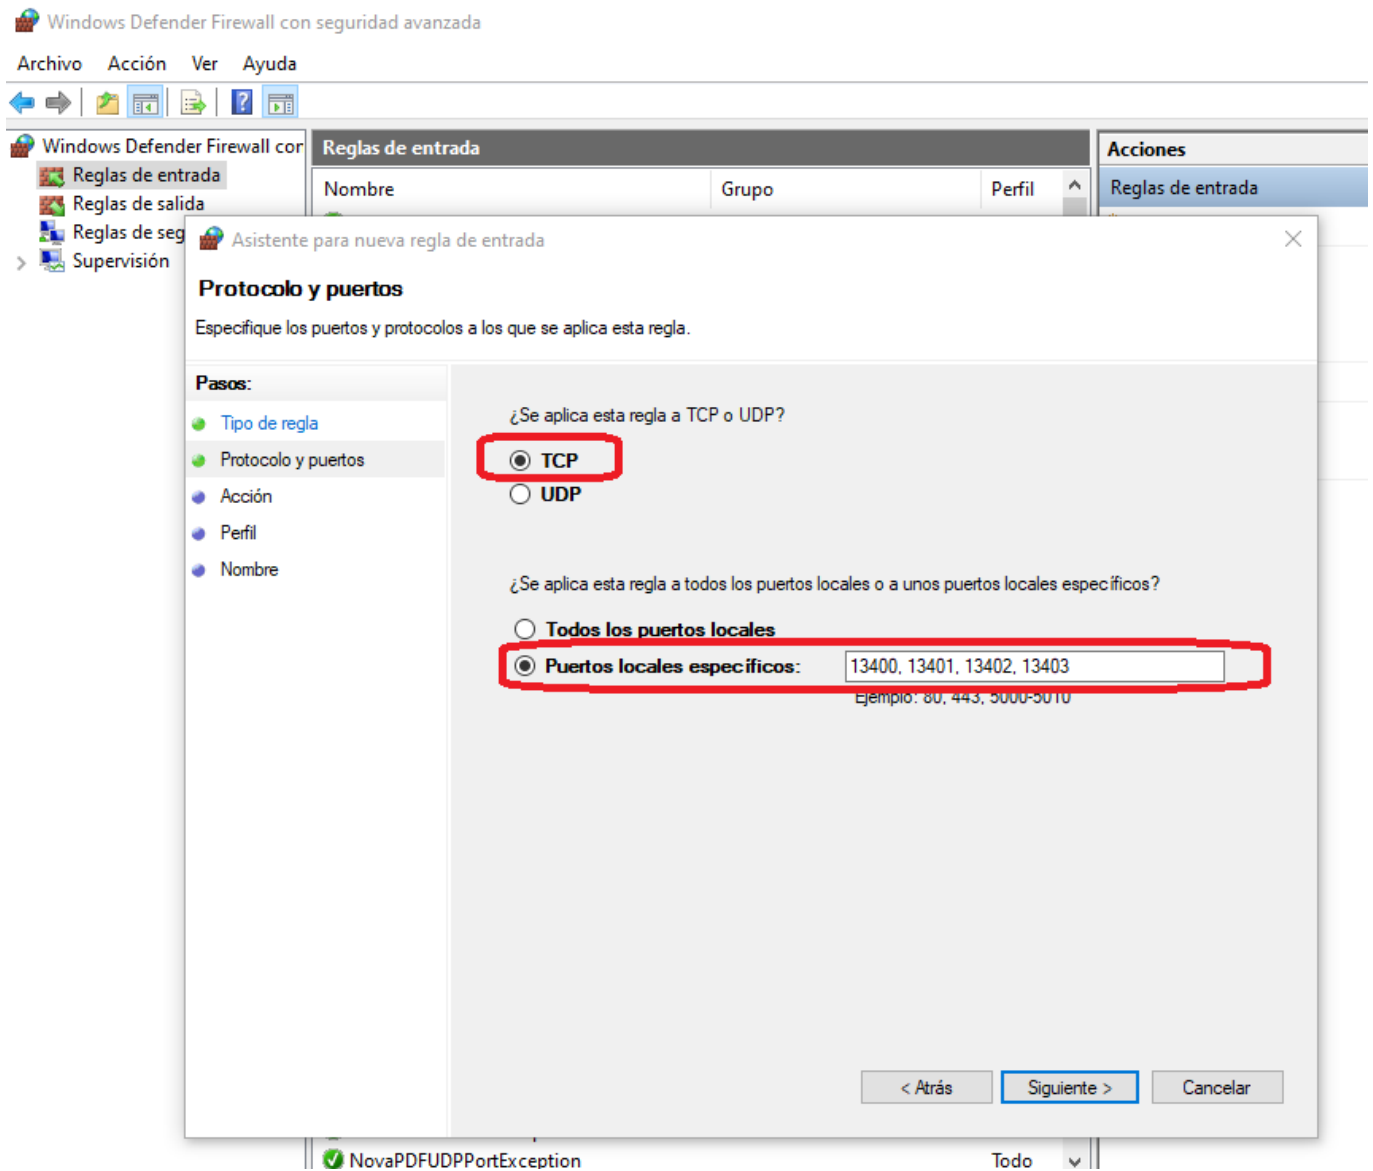 Windows Defender Firewall con seguridad avanzada
Archivo Acción Ver Ayuda
Windows Defender Firewall con
Reglas de entrada
Reglas de salida
Reglas de seg
Supervisión
Reglas de entrada
Nombre Grupo Perfil
Acciones
Reglas de entrada
Asistente para nueva regla de entrada
Protocolo y puertos
Especifique los puertos y protocolos a los que se aplica esta regla.
Pasos:
Tipo de regla
Protocolo y puertos
Acción
Perfil
Nombre
¿Se aplica esta regla a TCP o UDP?
TCP
UDP
¿Se aplica esta regla a todos los puertos locales o a unos puertos locales específicos?
Todos los puertos locales
Puertos locales específicos: 13400, 13401, 13402, 13403
Ejemplo: 80, 443, 5000-5010
< Atrás Siguiente > Cancelar
NovaPDFUDPPortException Todo